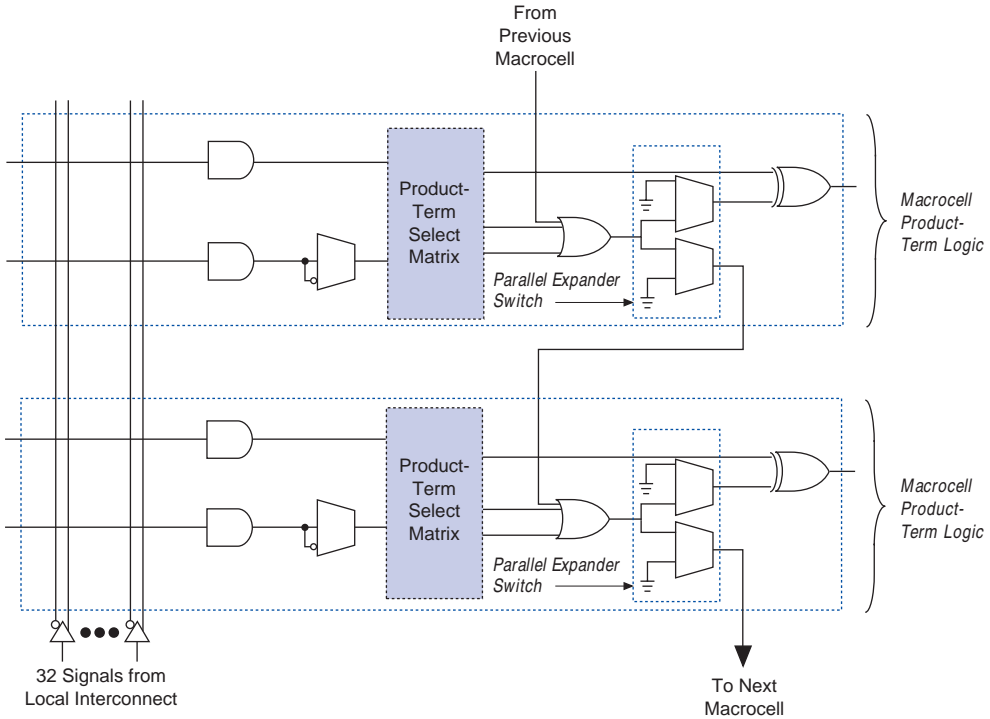 From
Previous
Macrocell
Product-
Term
Select
Matrix
Parallel Expander
Switch
Macrocell
Product-
Term Logic
Product-
Term
Select
Matrix
Parallel Expander
Switch
Macrocell
Product-
Term Logic
32 Signals from
Local Interconnect
To Next
Macrocell